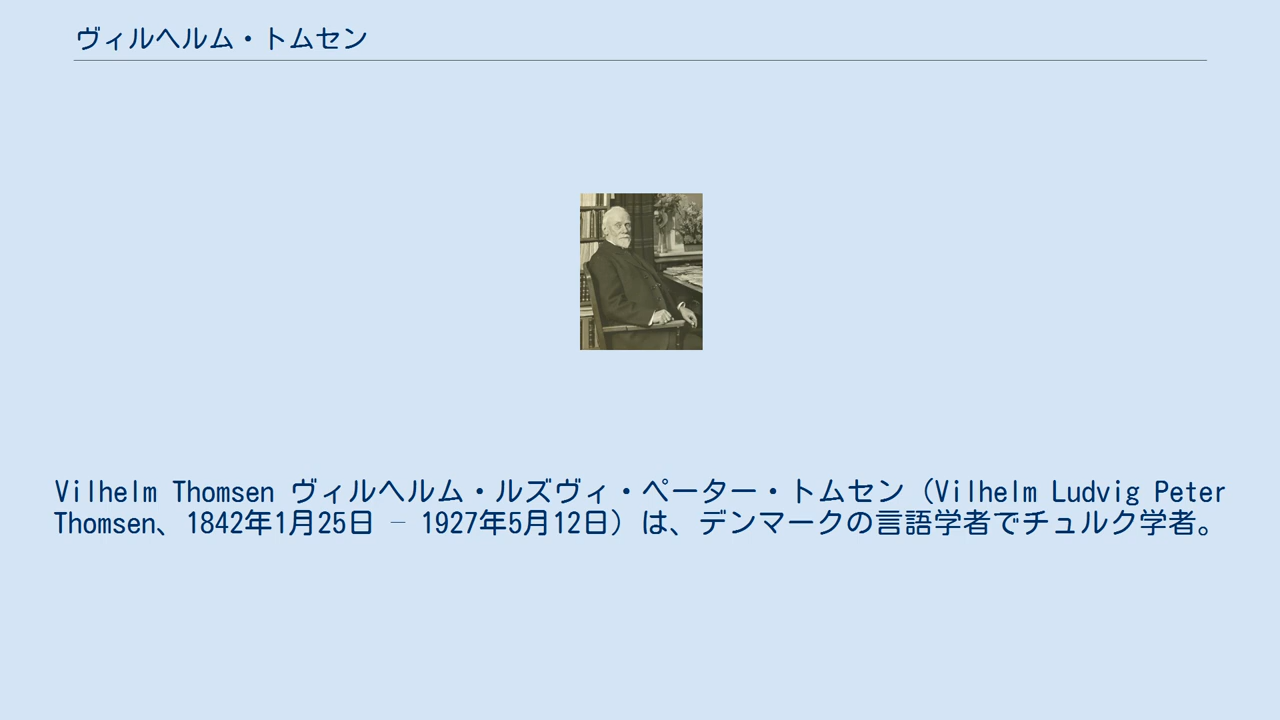 ヴィルヘルム・トムセン
Vilhelm Thomsen ヴィルヘルム・ルズヴィ・ペーター・トムセン（Vilhelm Ludvig Peter
Thomsen、1842年1月25日 – 1927年5月12日）は、デンマークの言語学者でチュルク学者。